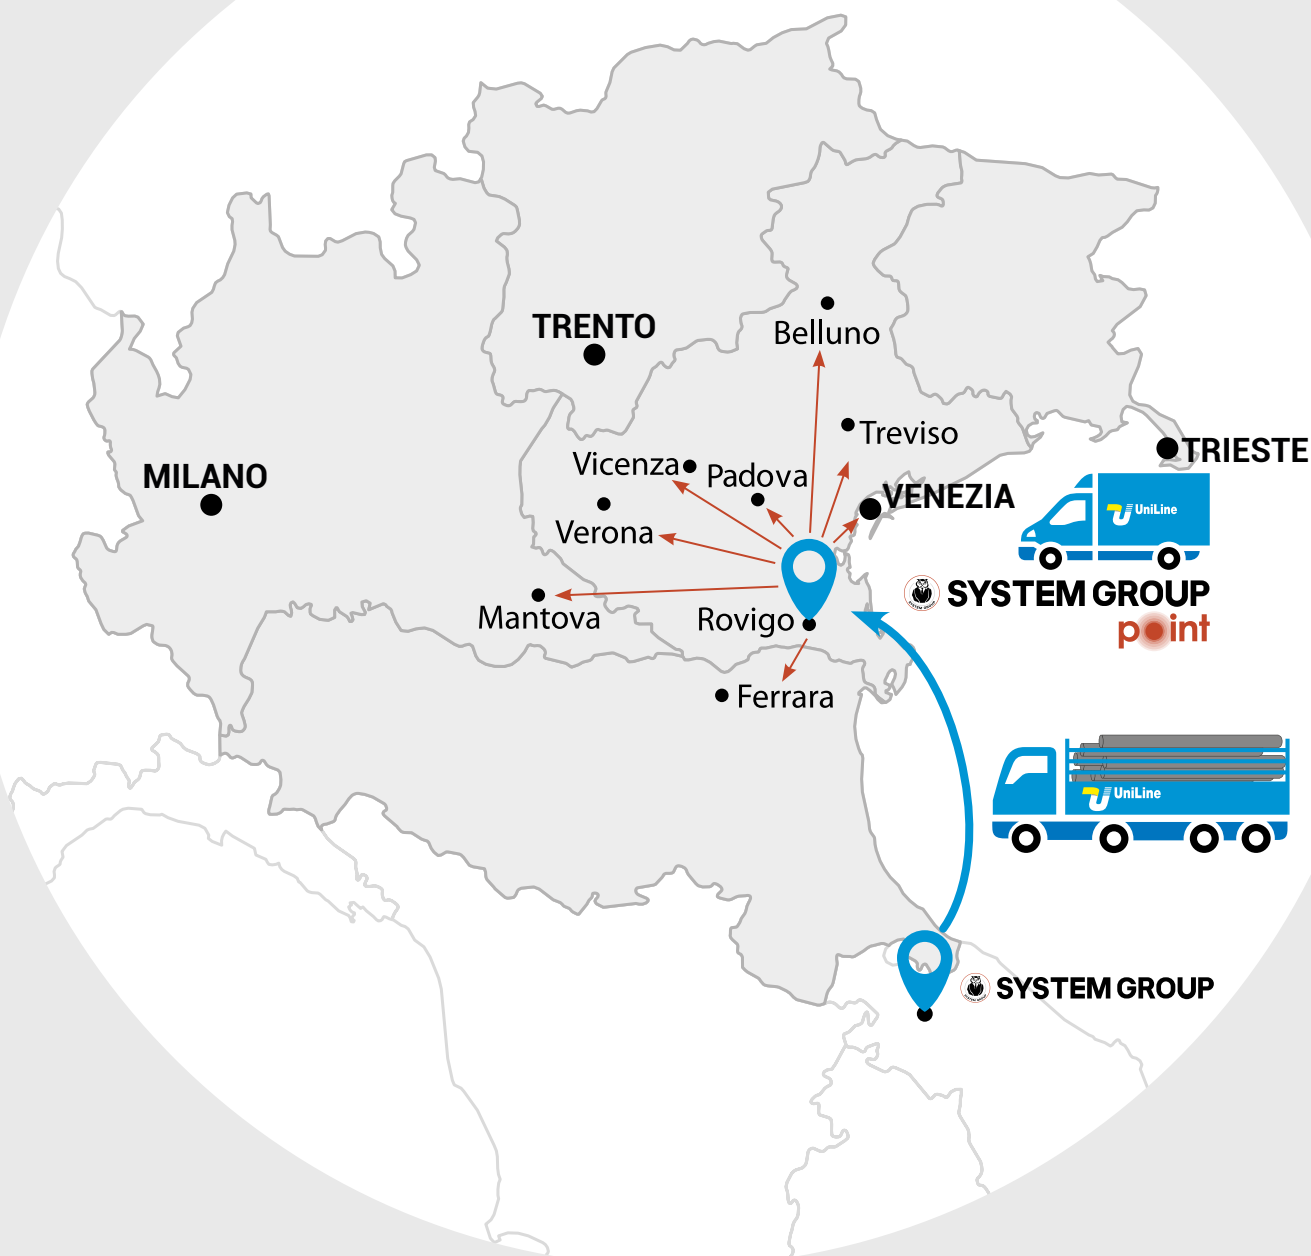 TRENTO
Belluno
Treviso
Vicenza
Padova
TRIESTE
MILANO
VENEZIA
UniLine
Verona
SYSTEM GROUP
point
Mantova
Rovigo
Ferrara
UniLine
SYSTEM GROUP